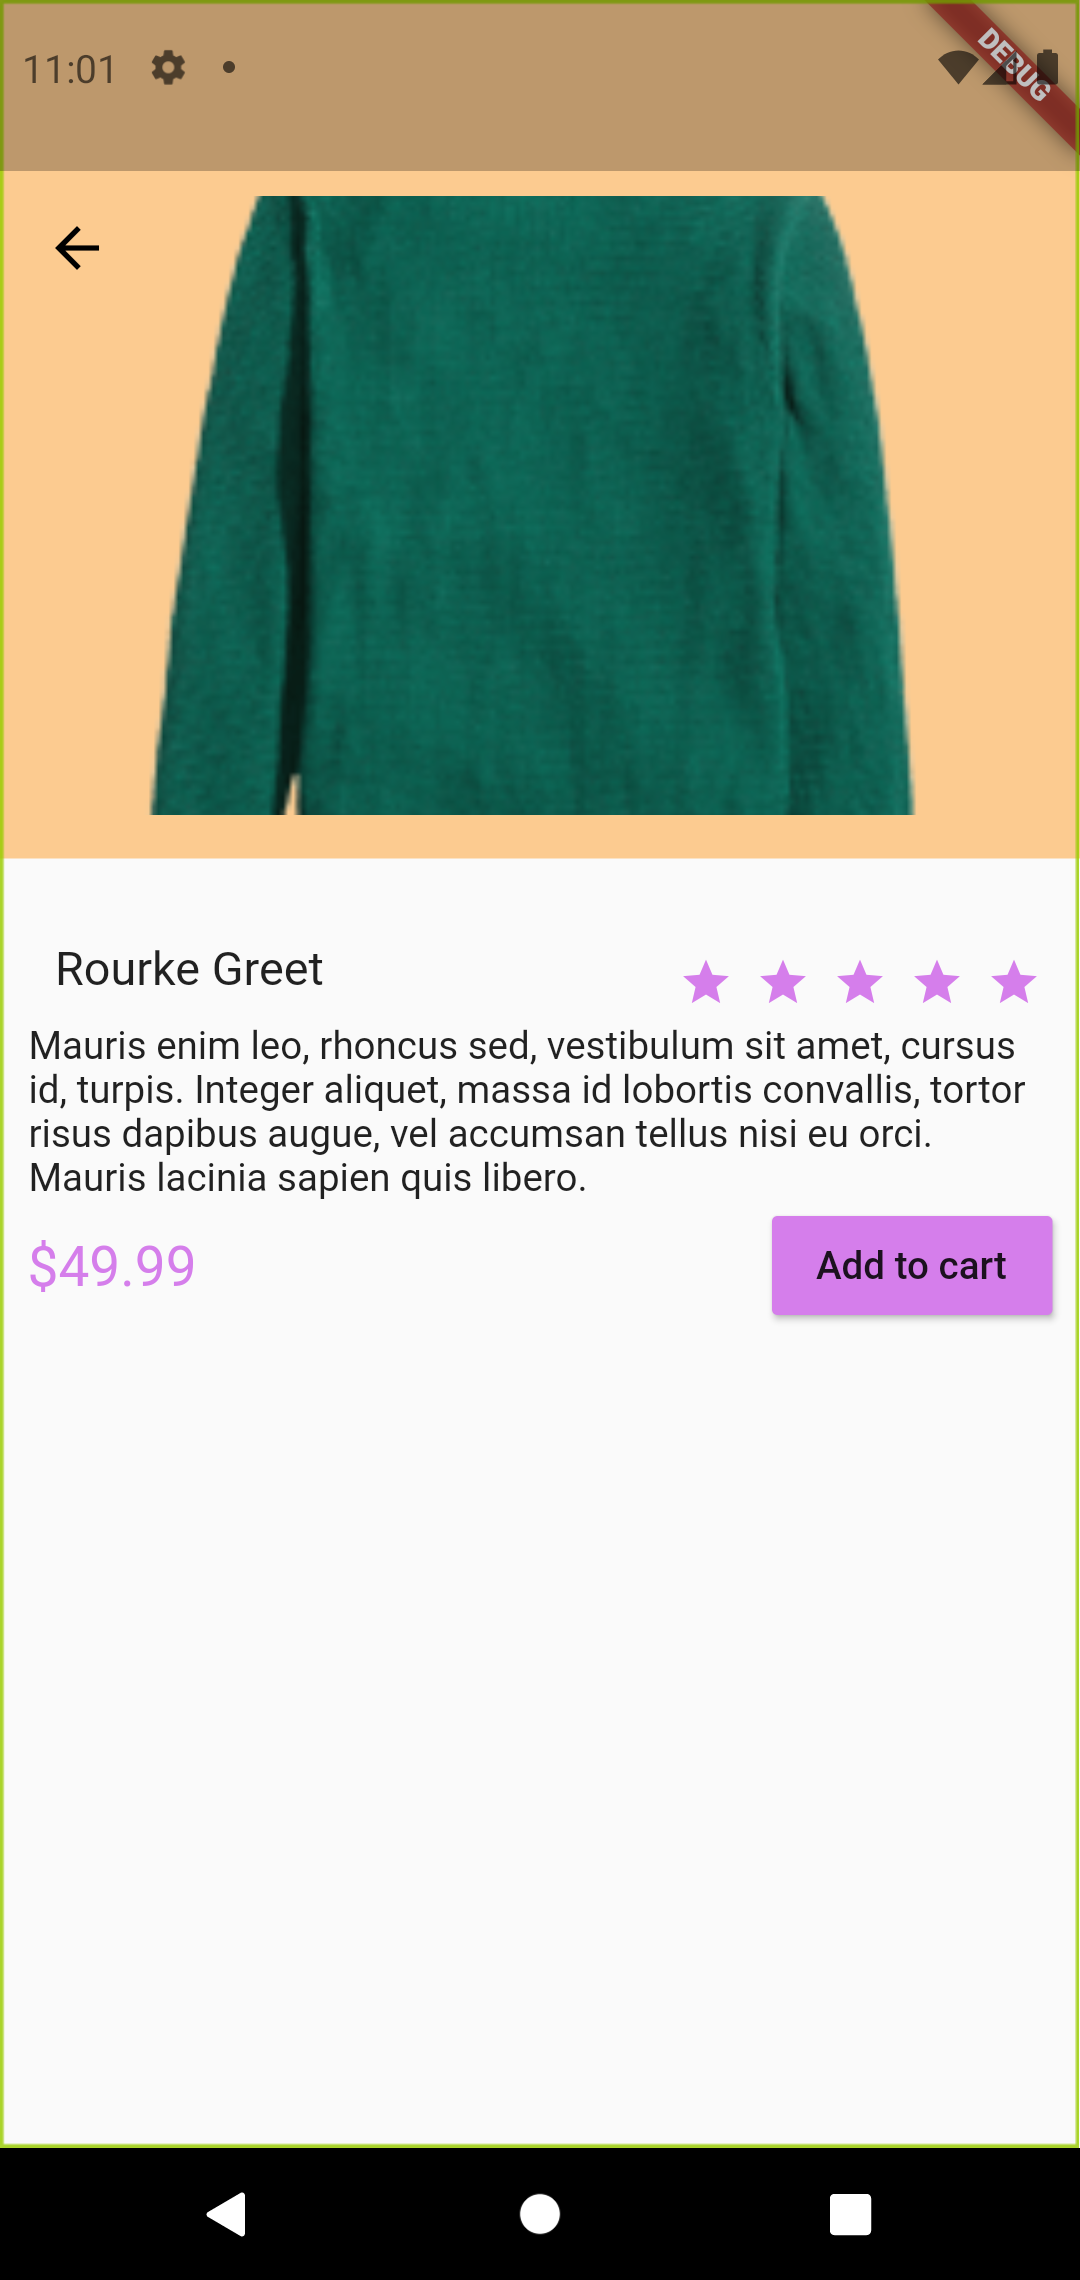 11:01
DEBUG
Rourke Greet
Mauris enim leo, rhoncus sed, vestibulum sit amet, cursus
id, turpis. Integer aliquet, massa id lobortis convallis, tortor
risus dapibus augue, vel accumsan tellus nisi eu orci.
Mauris lacinia sapien quis libero.
$49.99
Add to cart